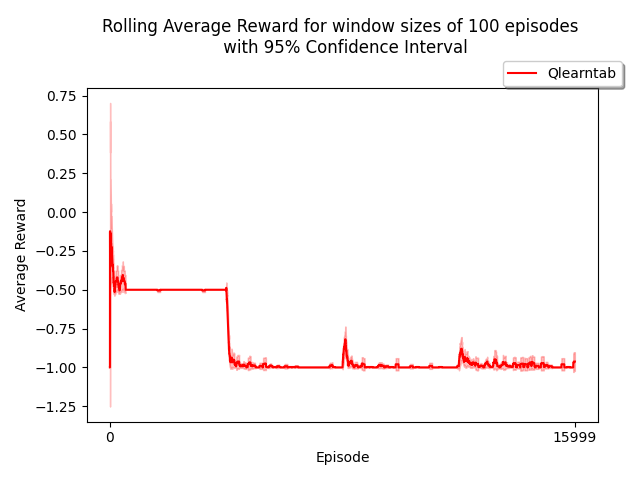 Rolling Average Reward for window sizes of 100 episodes
with 95% Confidence Interval
Qlearntab
0.75
0.50
0.25
0.00
−0.25
−0.50
−0.75
−1.00
−1.25
Average Reward
0
15999
Episode